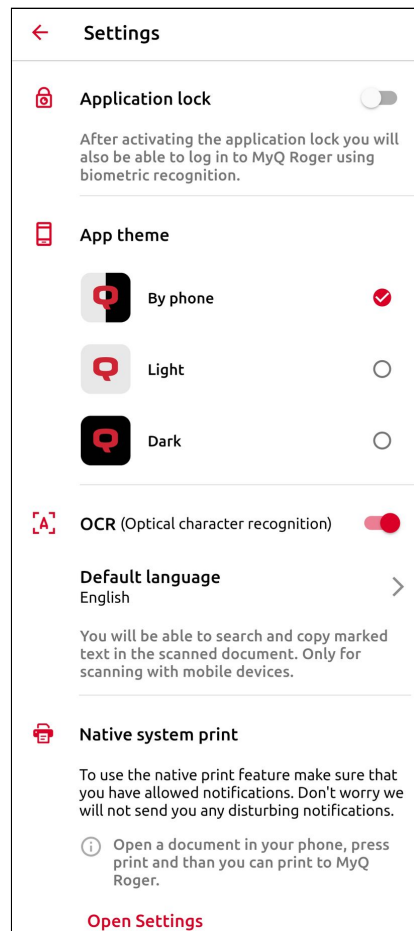 Settings
Application lock
After activating the application lock you will
also be able to log in to MyQ Roger using
biometric recognition.
App theme
By phone
Light
Dark
OCR (Optical character recognition)
Default language
English
You will be able to search and copy marked
text in the scanned document. Only for
scanning with mobile devices.
Native system print
To use the native print feature make sure that
you have allowed notifications. Don't worry we
will not send you any disturbing notifications.
Open a document in your phone, press
print and than you can print to MyQ
Roger.
Open Settings